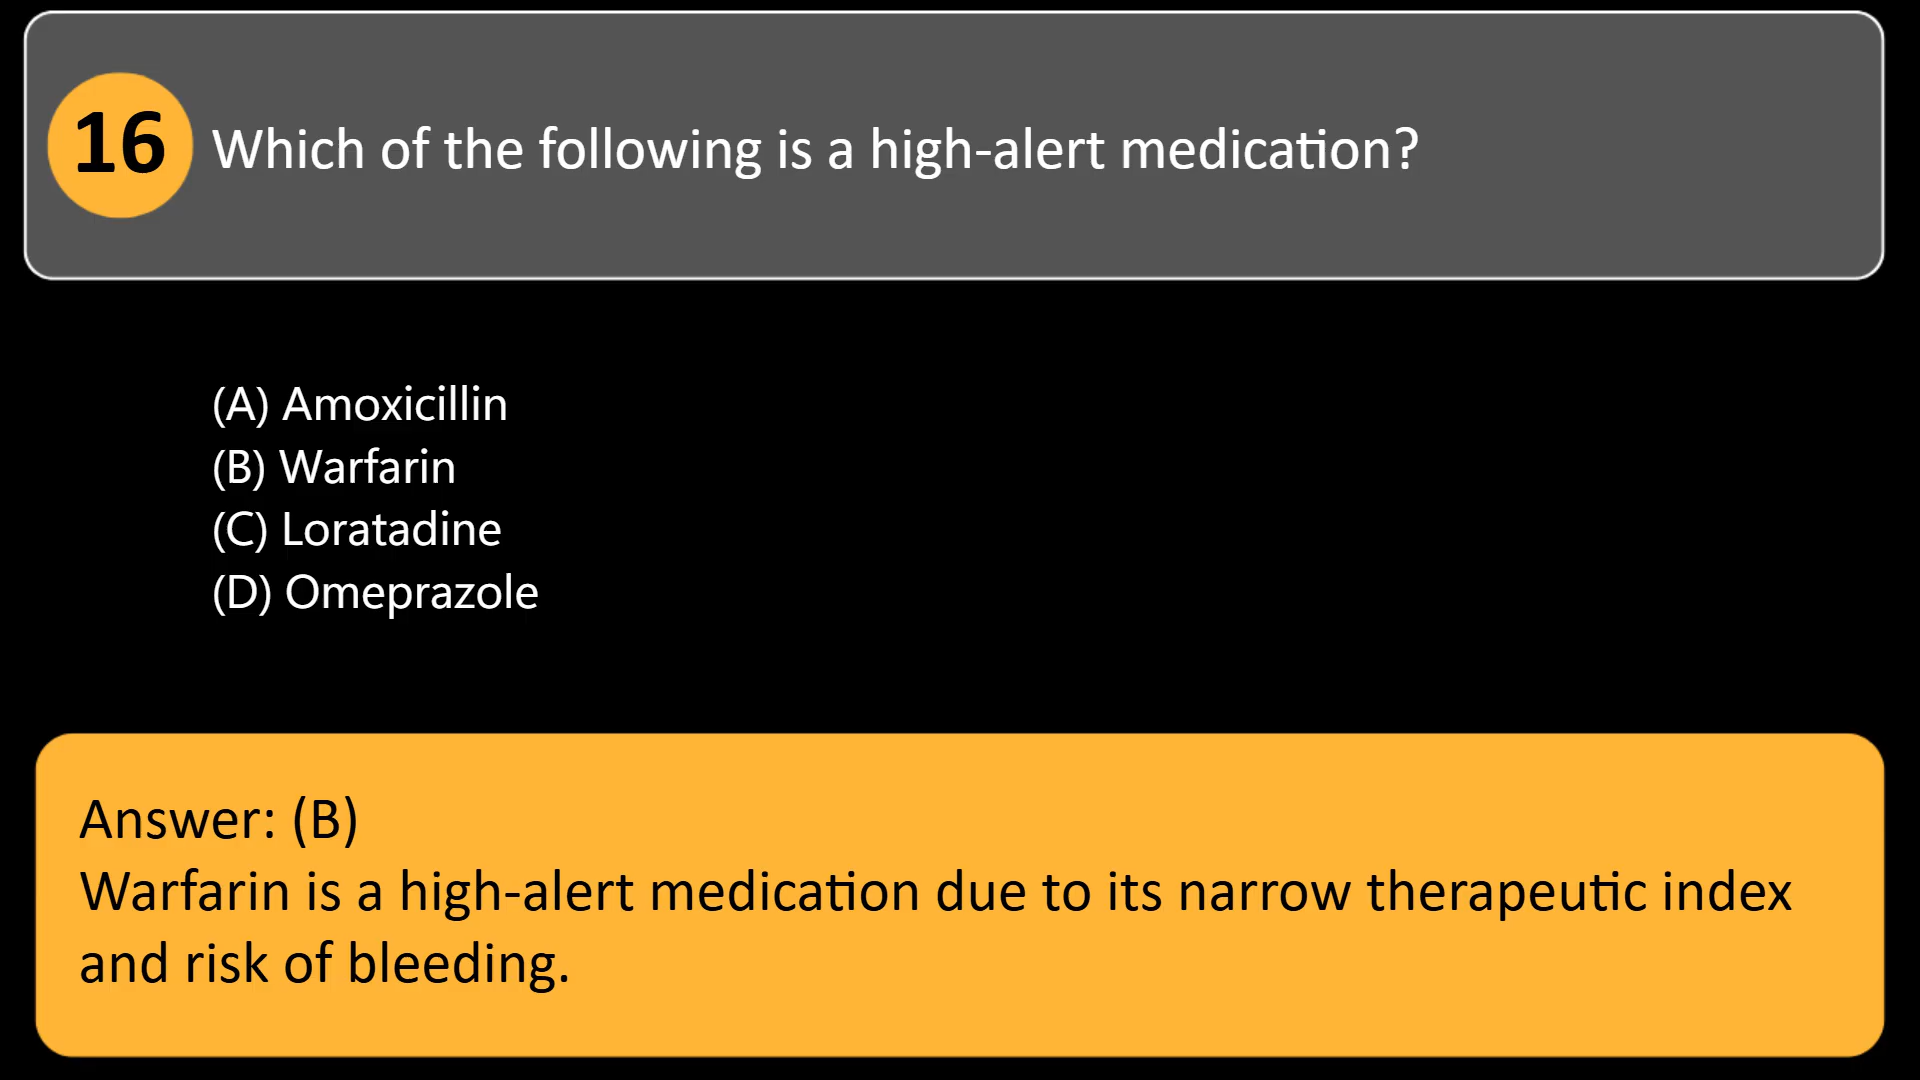 16
Which of the following is a high-alert medication?
(A) Amoxicillin
(B) Warfarin
(C) Loratadine
(D) Omeprazole
Answer: (B)
Warfarin is a high-alert medication due to its narrow therapeutic index
and risk of bleeding.